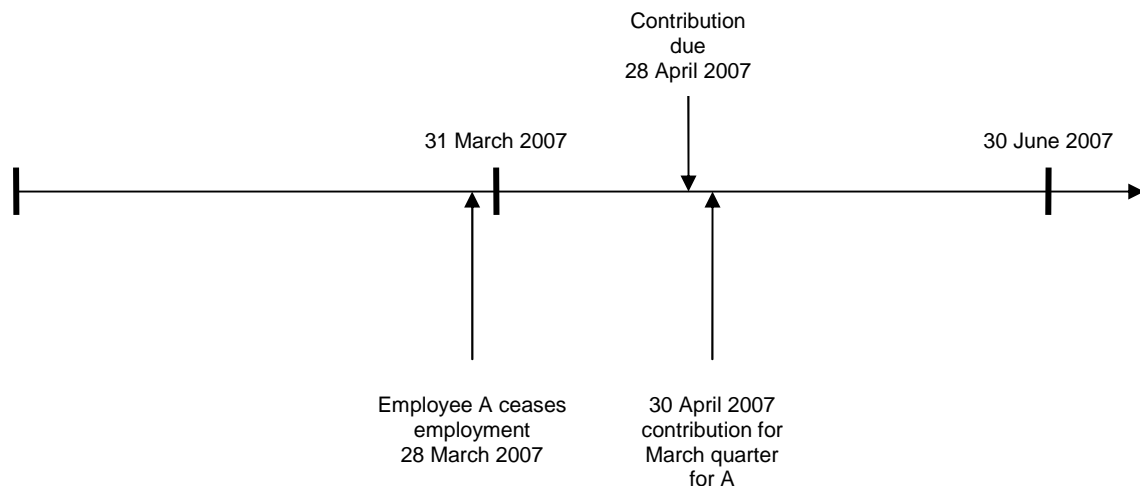 Contribution
due
28 April 2007
31 March 2007
30 June 2007
Employee A ceases
employment
28 March 2007
30 April 2007
contribution for
March quarter
for A